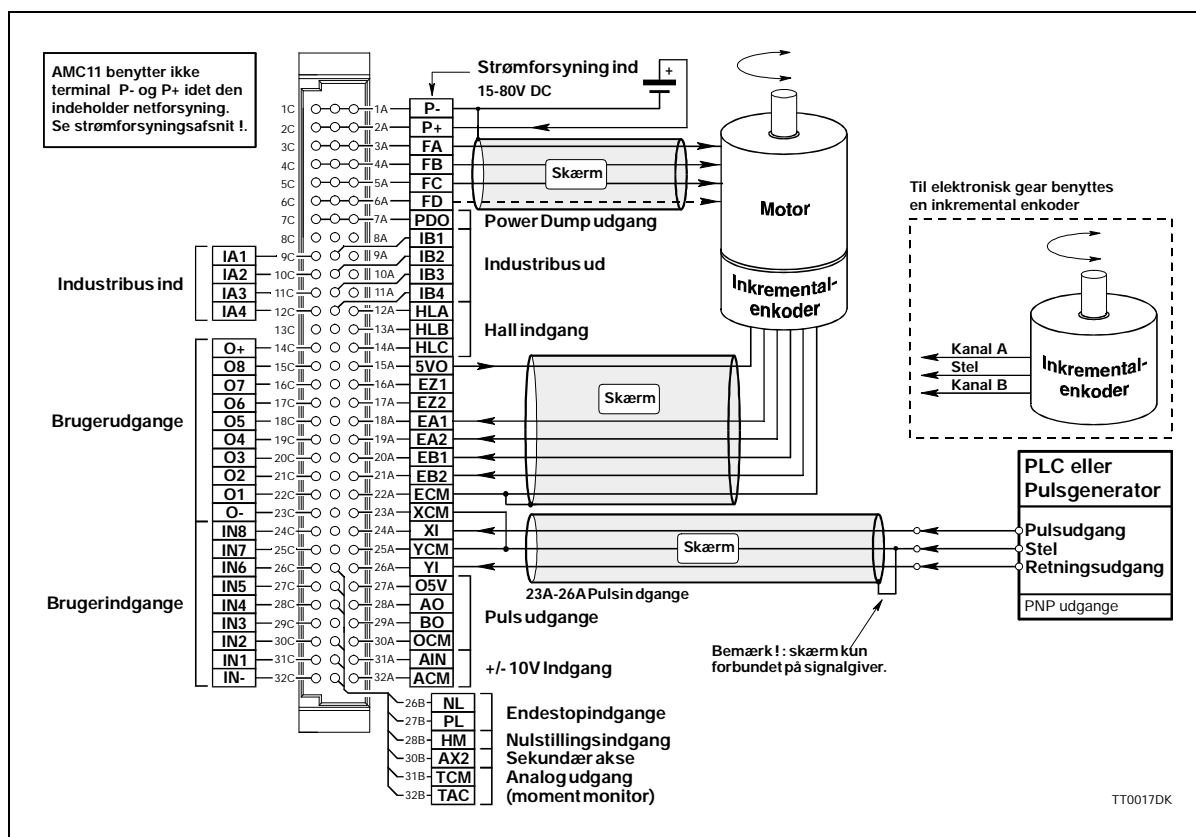 AMC11 benytter ikke
terminal P- og P+ idet den
indeholder netforsyning.
Se strømforsyningsafsnit !.
Strømforsyning ind
15-80V DC
+
1C 1A P-
2C 2A P+
3C 3A FA
4C 4A FB
5C 5A FC
6C 6A FD
7C 7A PDO
8C 8A IB1
IA1 9C 9A IB2
IA2 10C 10A IB3
IA3 11C 11A IB4
IA4 12C 12A HLA
13C 13A HLB
O+ 14C 14A HLC
O8 15C 15A 5VO
O7 16C 16A EZ1
O6 17C 17A EZ2
O5 18C 18A EA1
O4 19C 19A EA2
O3 20C 20A EB1
O2 21C 21A EB2
O1 22C 22A ECM
O- 23C 23A XCM
IN8 24C 24A XI
IN7 25C 25A YCM
IN6 26C 26A YI
IN5 27C 27A O5V
IN4 28C 28A AO
IN3 29C 29A BO
IN2 30C 30A OCM
IN1 31C 31A AIN
IN- 32C 32A ACM
26B NL
27B PL
28B HM
30B AX2
31B TCM
32B TAC
Industribus ind
Brugerudgange
Brugerindgange
Skærm
Power Dump udgang
Industribus ud
Hall indgang
Skærm
Skærm
23A-26A Pulsindgange
Puls udgange
+/- 10V Indgang
Endestopindgange
Nulstillingsindgang
Sekundær akse
Analog udgang
(moment monitor)
Motor
Inkremental-
enkoder
Til elektronisk gear benyttes
en inkremental enkoder
Kanal A
Stel
Kanal B
Inkremental-
enkoder
PLC eller
Pulsgenerator
Pulsudgang
Stel
Retningsudgang
PNP udgange
Bemærk ! : skærm kun
forbundet på signalgiver.
TT0017DK